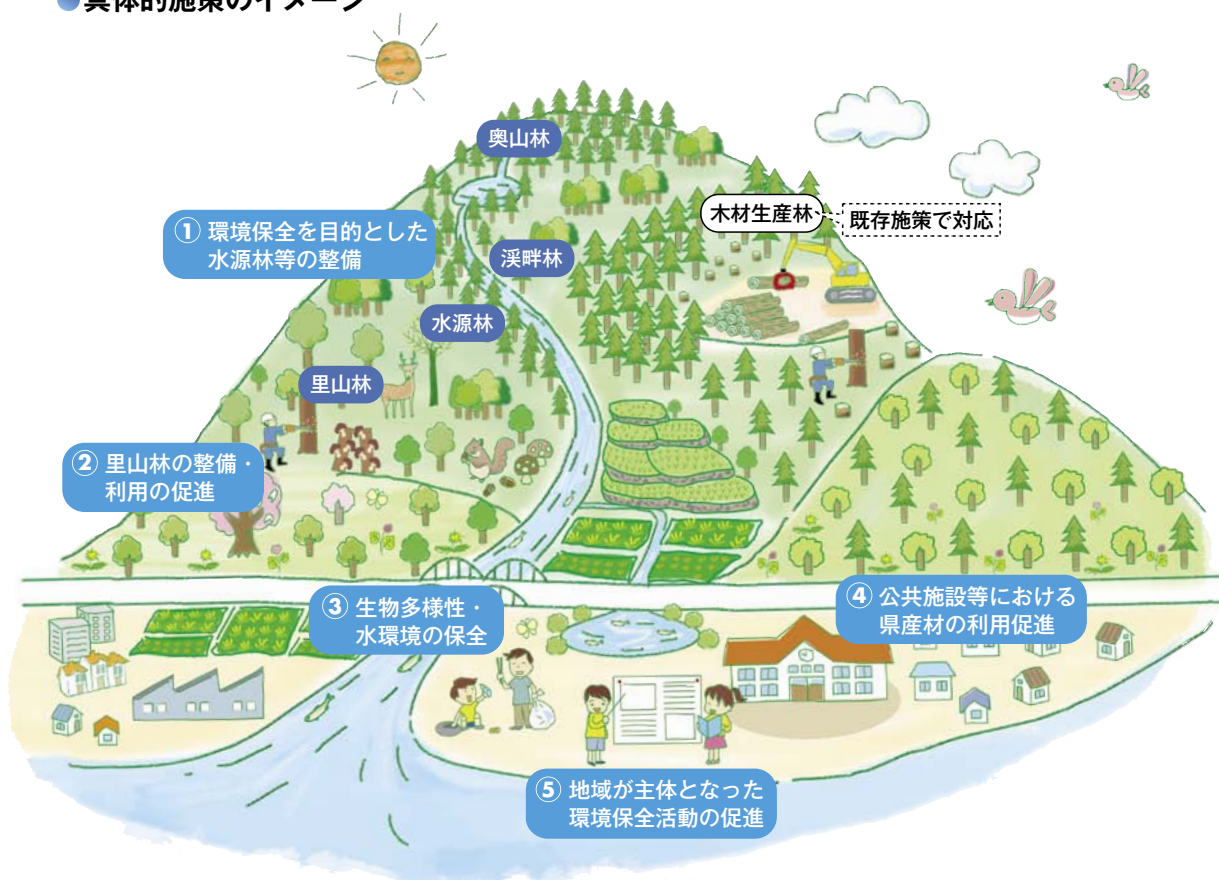 ●具体的施策のイメージ
奥山林
木材生産林
既存施策で対応
① 環境保全を目的とした
水源林等の整備
渓畔林
水源林
里山林
② 里山林の整備・
利用の促進
③ 生物多様性・
水環境の保全
④ 公共施設等における
県産材の利用促進
⑤ 地域が主体となった
環境保全活動の促進